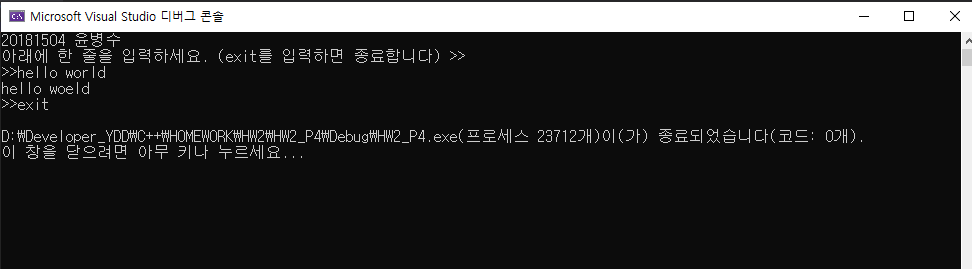 Microsoft Visual Studio 디버그 콘솔
20181504 윤병수
아래에 한 줄을 입력하세요. (exit를 입력하면 종료합니다) >>
>>hello world
hello woeld
>>exit
D:\Developer_YDD\C++\HOMEWORK\HW2\HW2_P4\Debug\HW2_P4.exe(프로세스 23712개)이(가) 종료되었습니다(코드: 0개).
이 창을 닫으려면 아무 키나 누르세요...